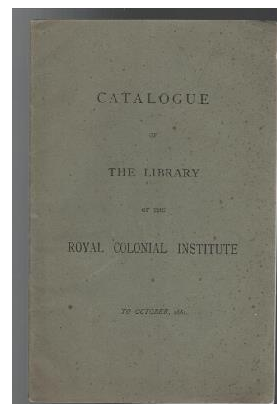 CATALOGUE
OF
THE LIBRARY
OF THE
ROYAL COLONIAL INSTITUTE
TO OCTOBER,